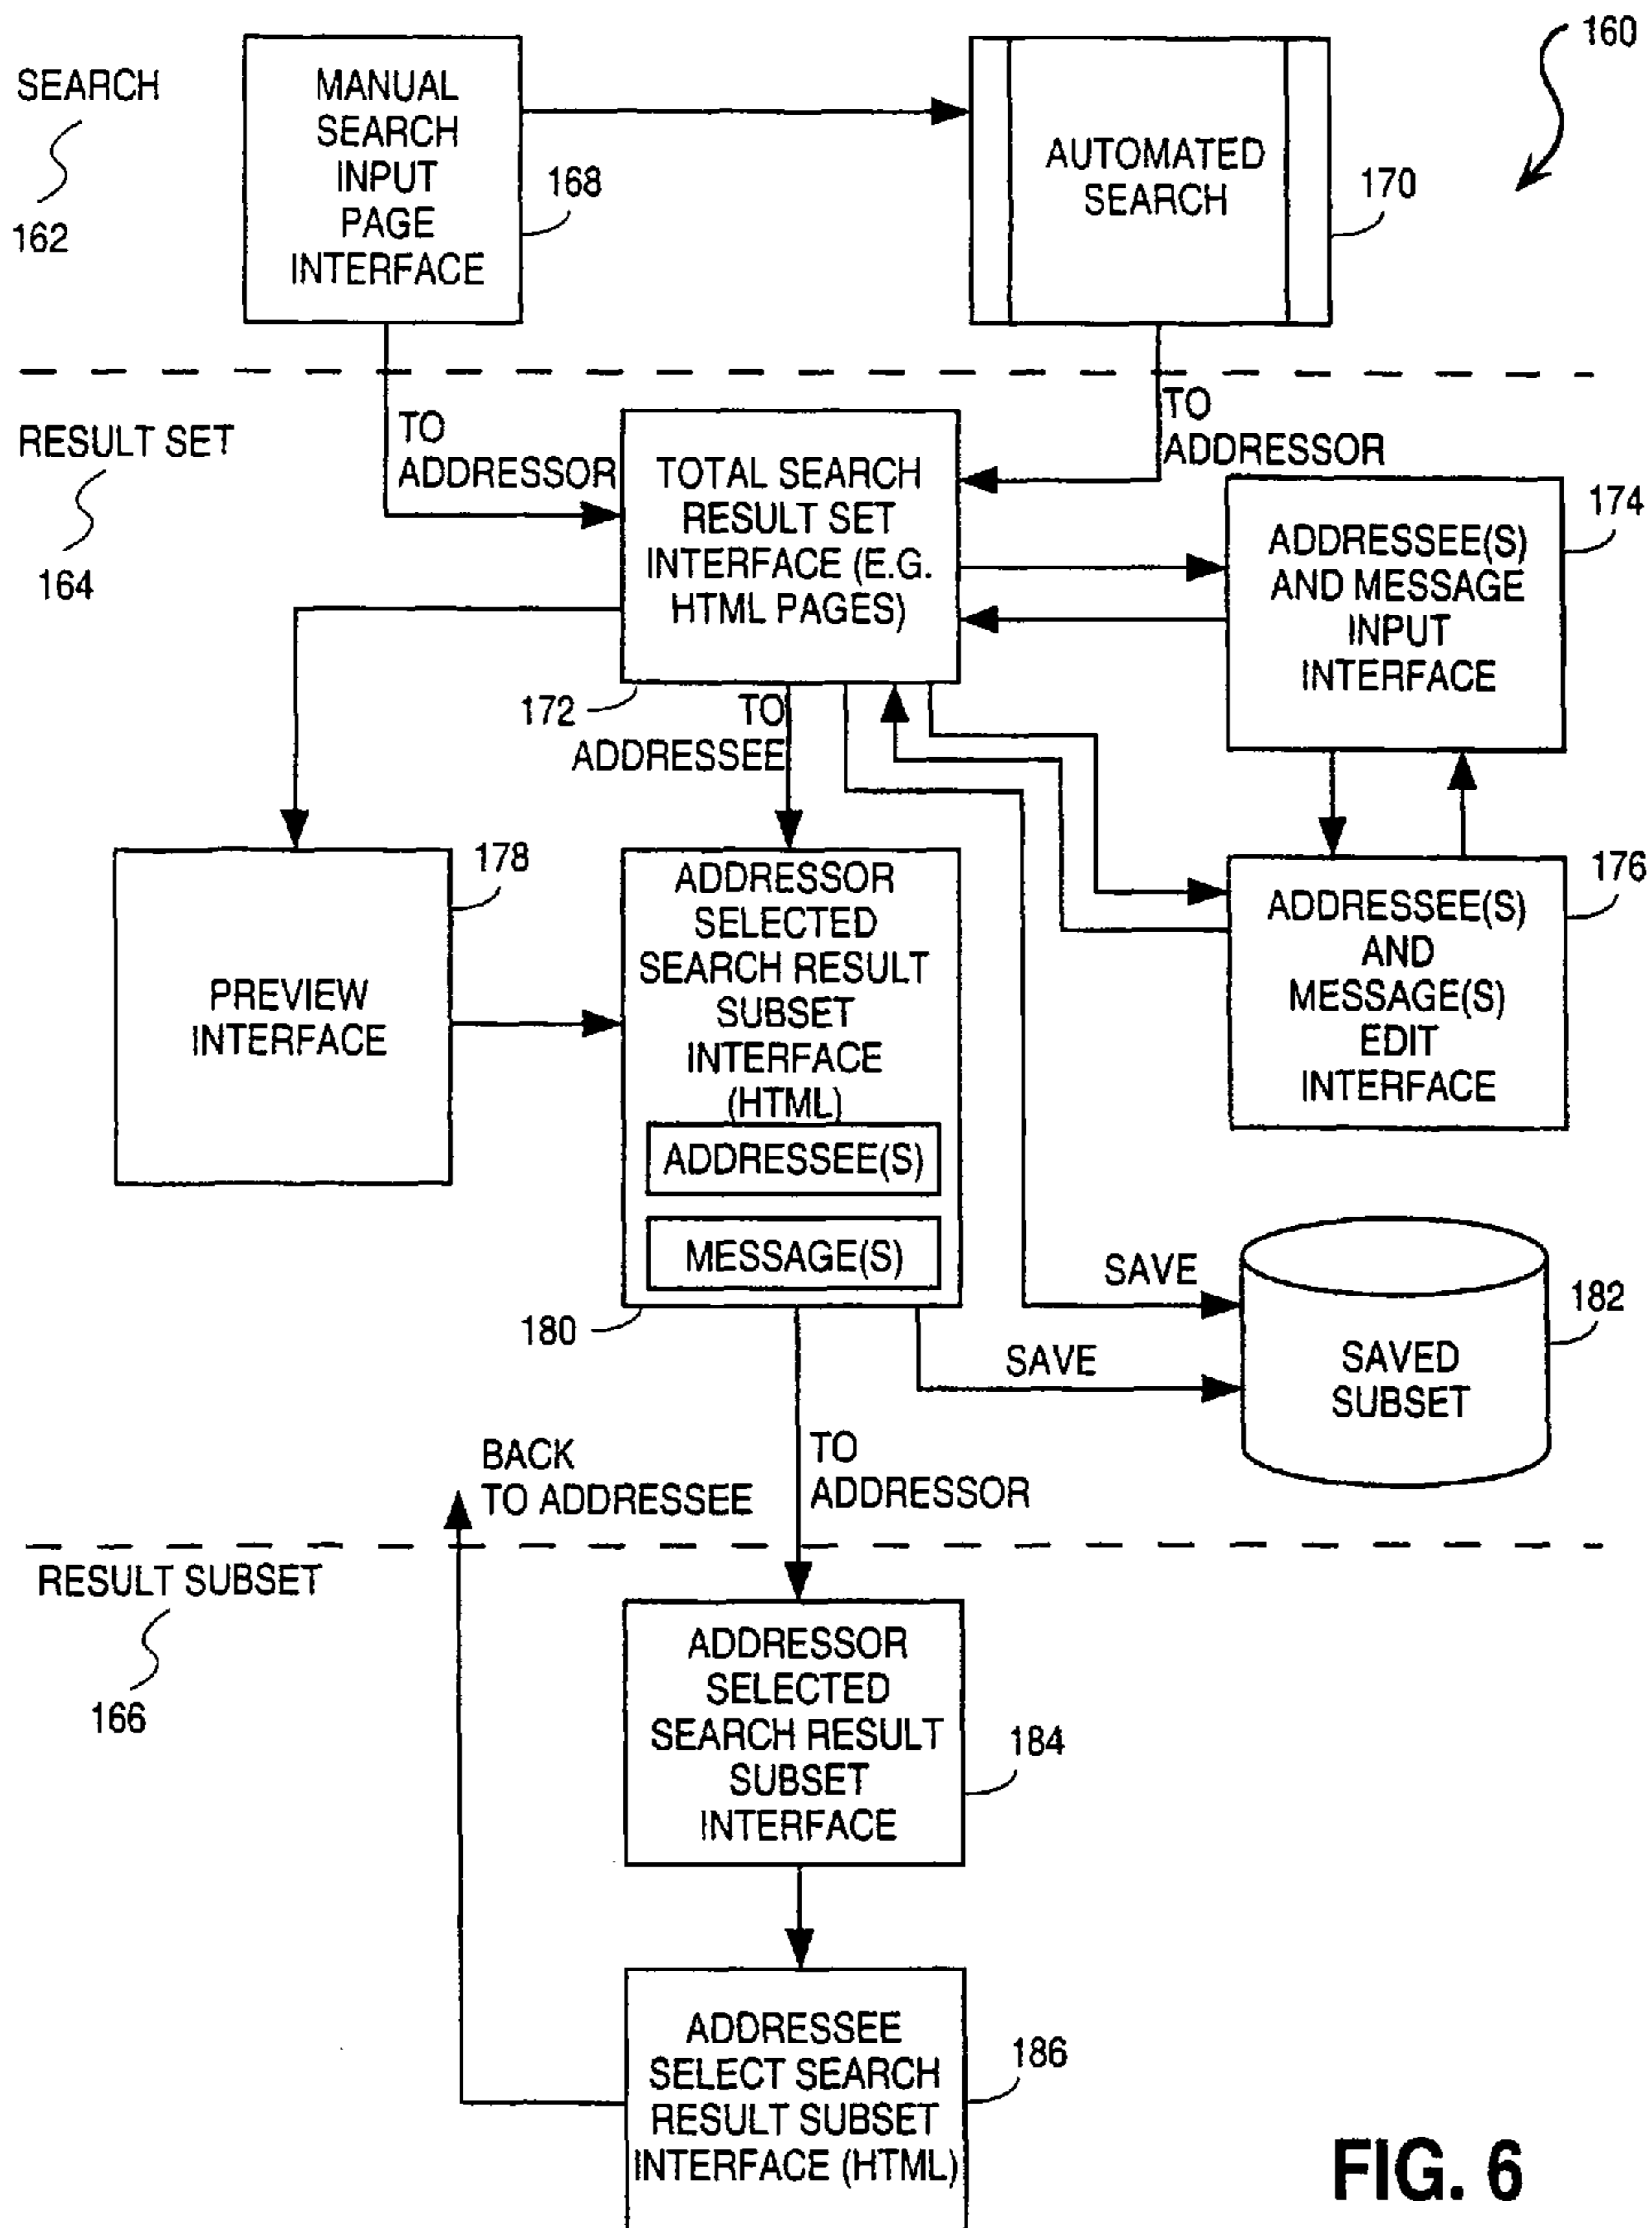 160
SEARCH
162
MANUAL
SEARCH
INPUT
PAGE
INTERFACE
168
AUTOMATED
SEARCH
170
RESULT SET
164
TO
ADDRESSOR
TO
ADDRESSOR
TOTAL SEARCH
RESULT SET
INTERFACE (E.G.
HTML PAGES)
172
ADDRESSEE(S)
AND MESSAGE
INPUT
INTERFACE
174
TO
ADDRESSEE
PREVIEW
INTERFACE
178
ADDRESSOR
SELECTED
SEARCH RESULT
SUBSET
INTERFACE
(HTML)
ADDRESSEE(S)
MESSAGE(S)
180
ADDRESSEE(S)
AND
MESSAGE(S)
EDIT
INTERFACE
176
SAVE
SAVE
SAVED
SUBSET
182
BACK
TO ADDRESSEE
TO
ADDRESSOR
RESULT SUBSET
166
ADDRESSOR
SELECTED
SEARCH RESULT
SUBSET
INTERFACE
184
ADDRESSEE
SELECT SEARCH
RESULT SUBSET
INTERFACE (HTML)
186
FIG. 6